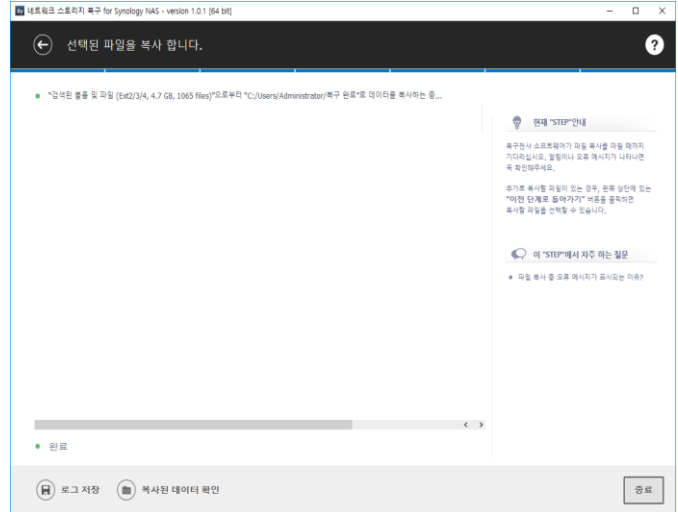 네트워크 스토리지 복구 for Synology NAS - version 1.0.1 [64 bit]
선택된 파일을 복사 합니다.
"검색된 볼륨 및 파일 (Ext2/3/4, 4.7 GB, 1065 files)"으로부터 "C:/Users/Administrator/복구 완료"로 데이터를 복사하는 중...
현재 "STEP"안내
복구천사 소프트웨어가 파일 복사를 마칠 때까지
기다려십시오. 알림이나 오류 메시지가 나타나면
꼭 확인해주세요.
추가로 복사할 파일이 있는 경우, 왼쪽 상단에 있는
"이전 단계로 돌아가기" 버튼을 클릭하면
복사할 파일을 선택할 수 있습니다.
이 "STEP"에서 자주 하는 질문
파일 복사 중 오류 메시지가 표시되는 이유?
완료
로그 저장
복사된 데이터 확인
종료